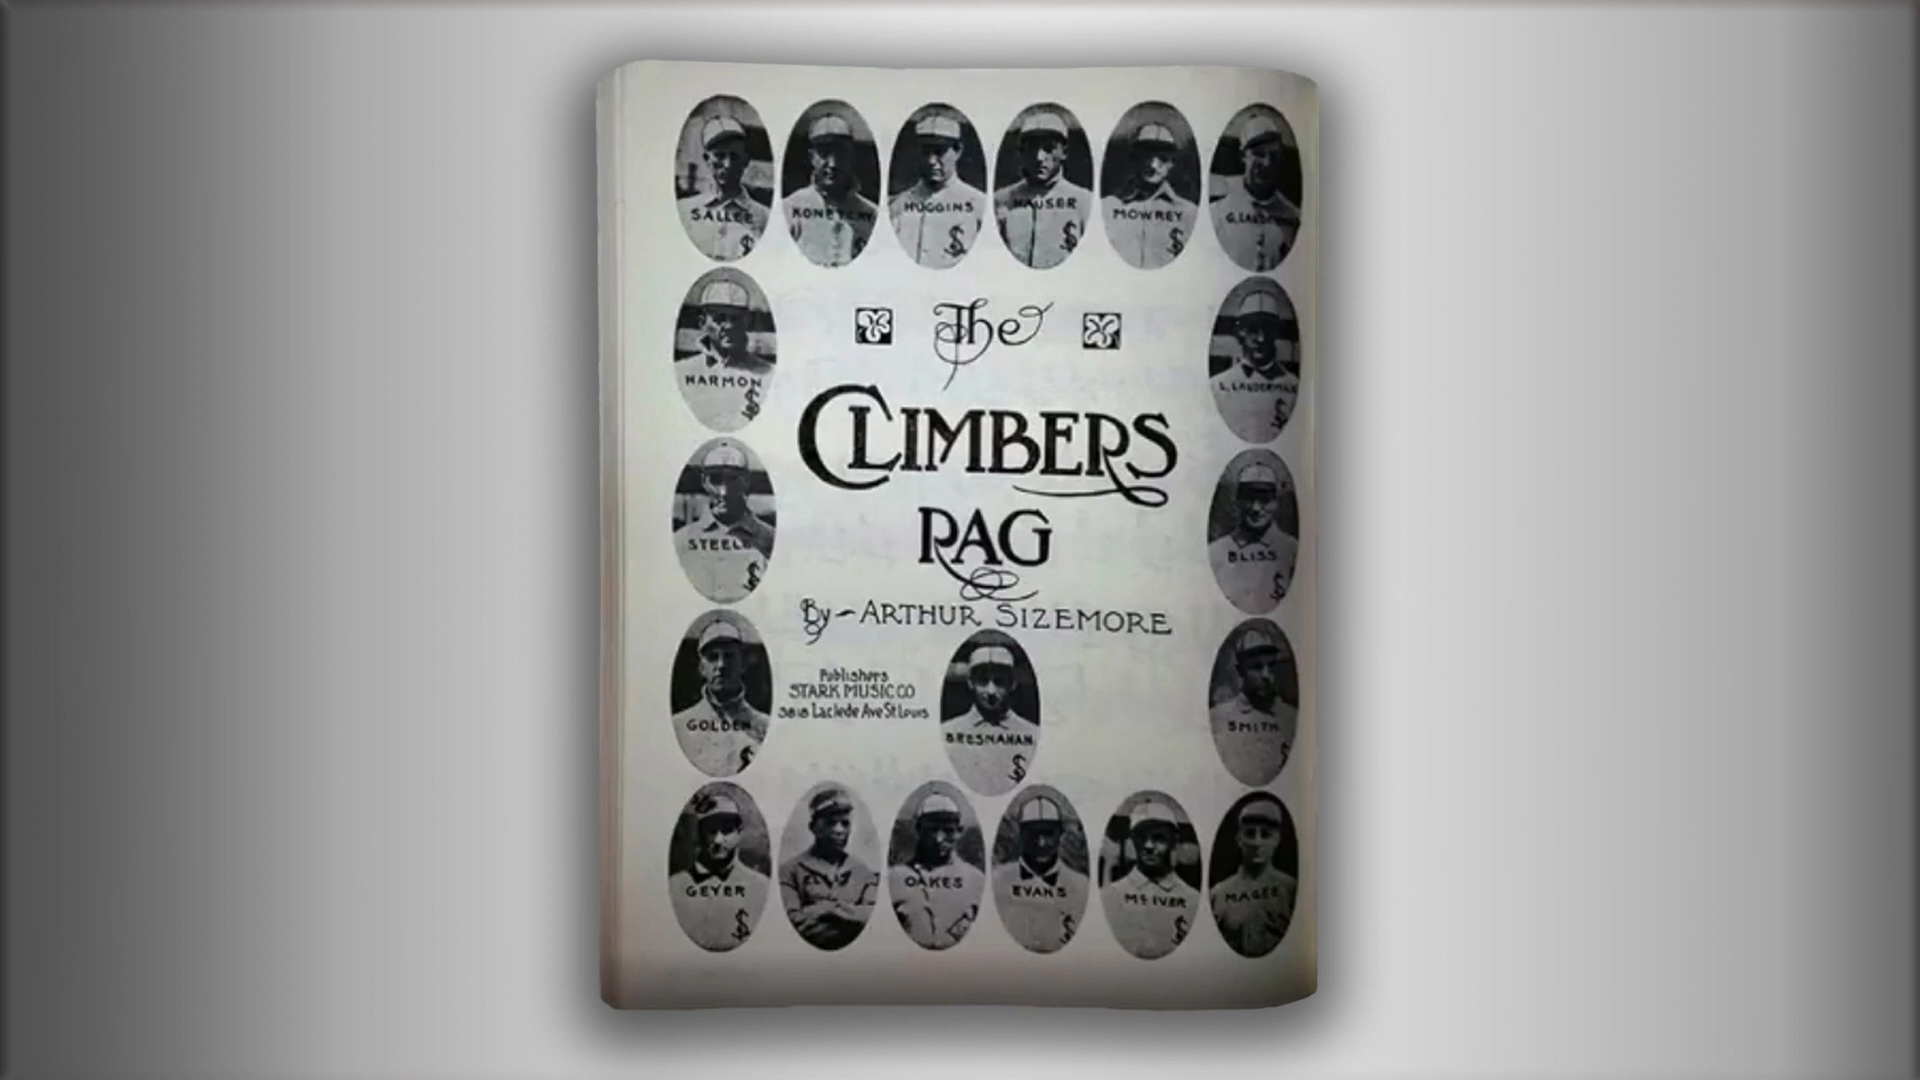 SALLEE
KONETCHY
HUGGINS
HAUSER
MOWREY
The
HARMON
CLIMBERS
RAG
STEELE
BLISS
By - ARTHUR SIZEMORE
Publishers
STARK MUSIC CO
Laclede Ave St Louis
GOLDEN
BRESNAHAN
SMITH
GEYER
OAKES
EVANS
McIVER
MAGEE